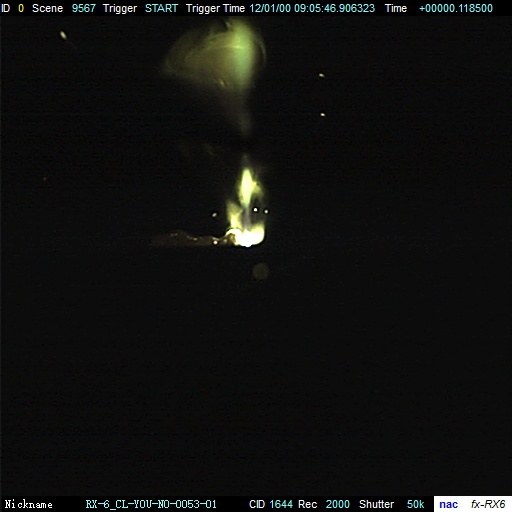 ID 0 Scene 9567 Trigger START Trigger Time 12/01/00 09:05:46.906323 Time +00000.118500
Nickname RX-6_CL-YOU-NO-0053-01 CID 1644 Rec 2000 Shutter 50k nac fx-RX6